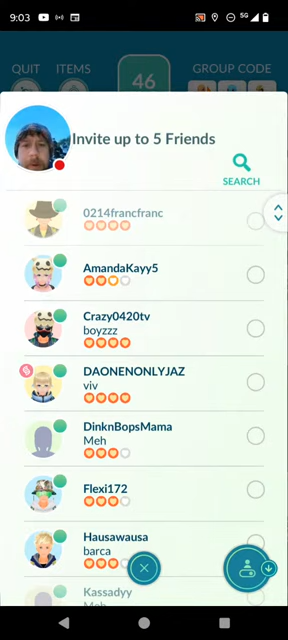 9:03
5G
QUIT
ITEMS
46
GROUP CODE
Invite up to 5 Friends
SEARCH
0214francfranc
AmandaKayy5
Crazy0420tv
boyzzz
DAONENONLYJAZ
viv
DinknBopsMama
Meh
Flexi172
Hausawausa
barca
Kassadyy
Meh